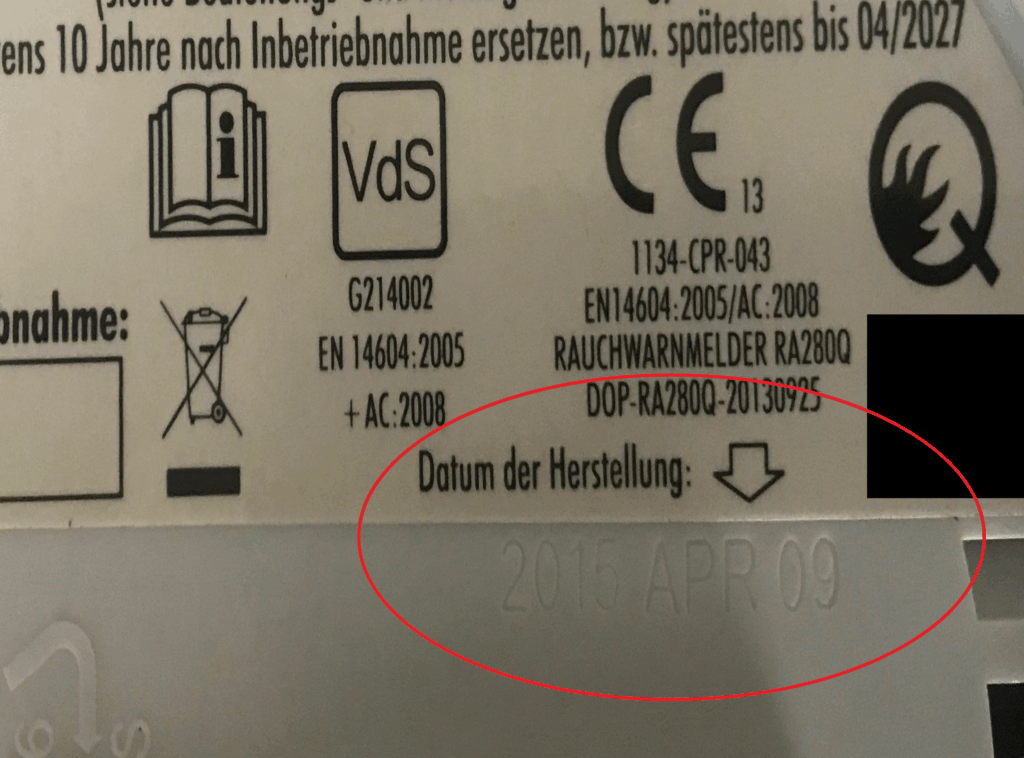 ens 10 Jahre nach Inbetriebnahme ersetzen, bzw. spätestens bis 04/2027
i
VdS
CE 13
Q
G214002
EN 14604:2005
+ AC:2008
1134-CPR-043
EN14604:2005/AC:2008
RAUCHWARNMELDER RA280Q
DOP-RA280Q-20130925
bnahme:
Datum der Herstellung:
2015 APR 09
6
S